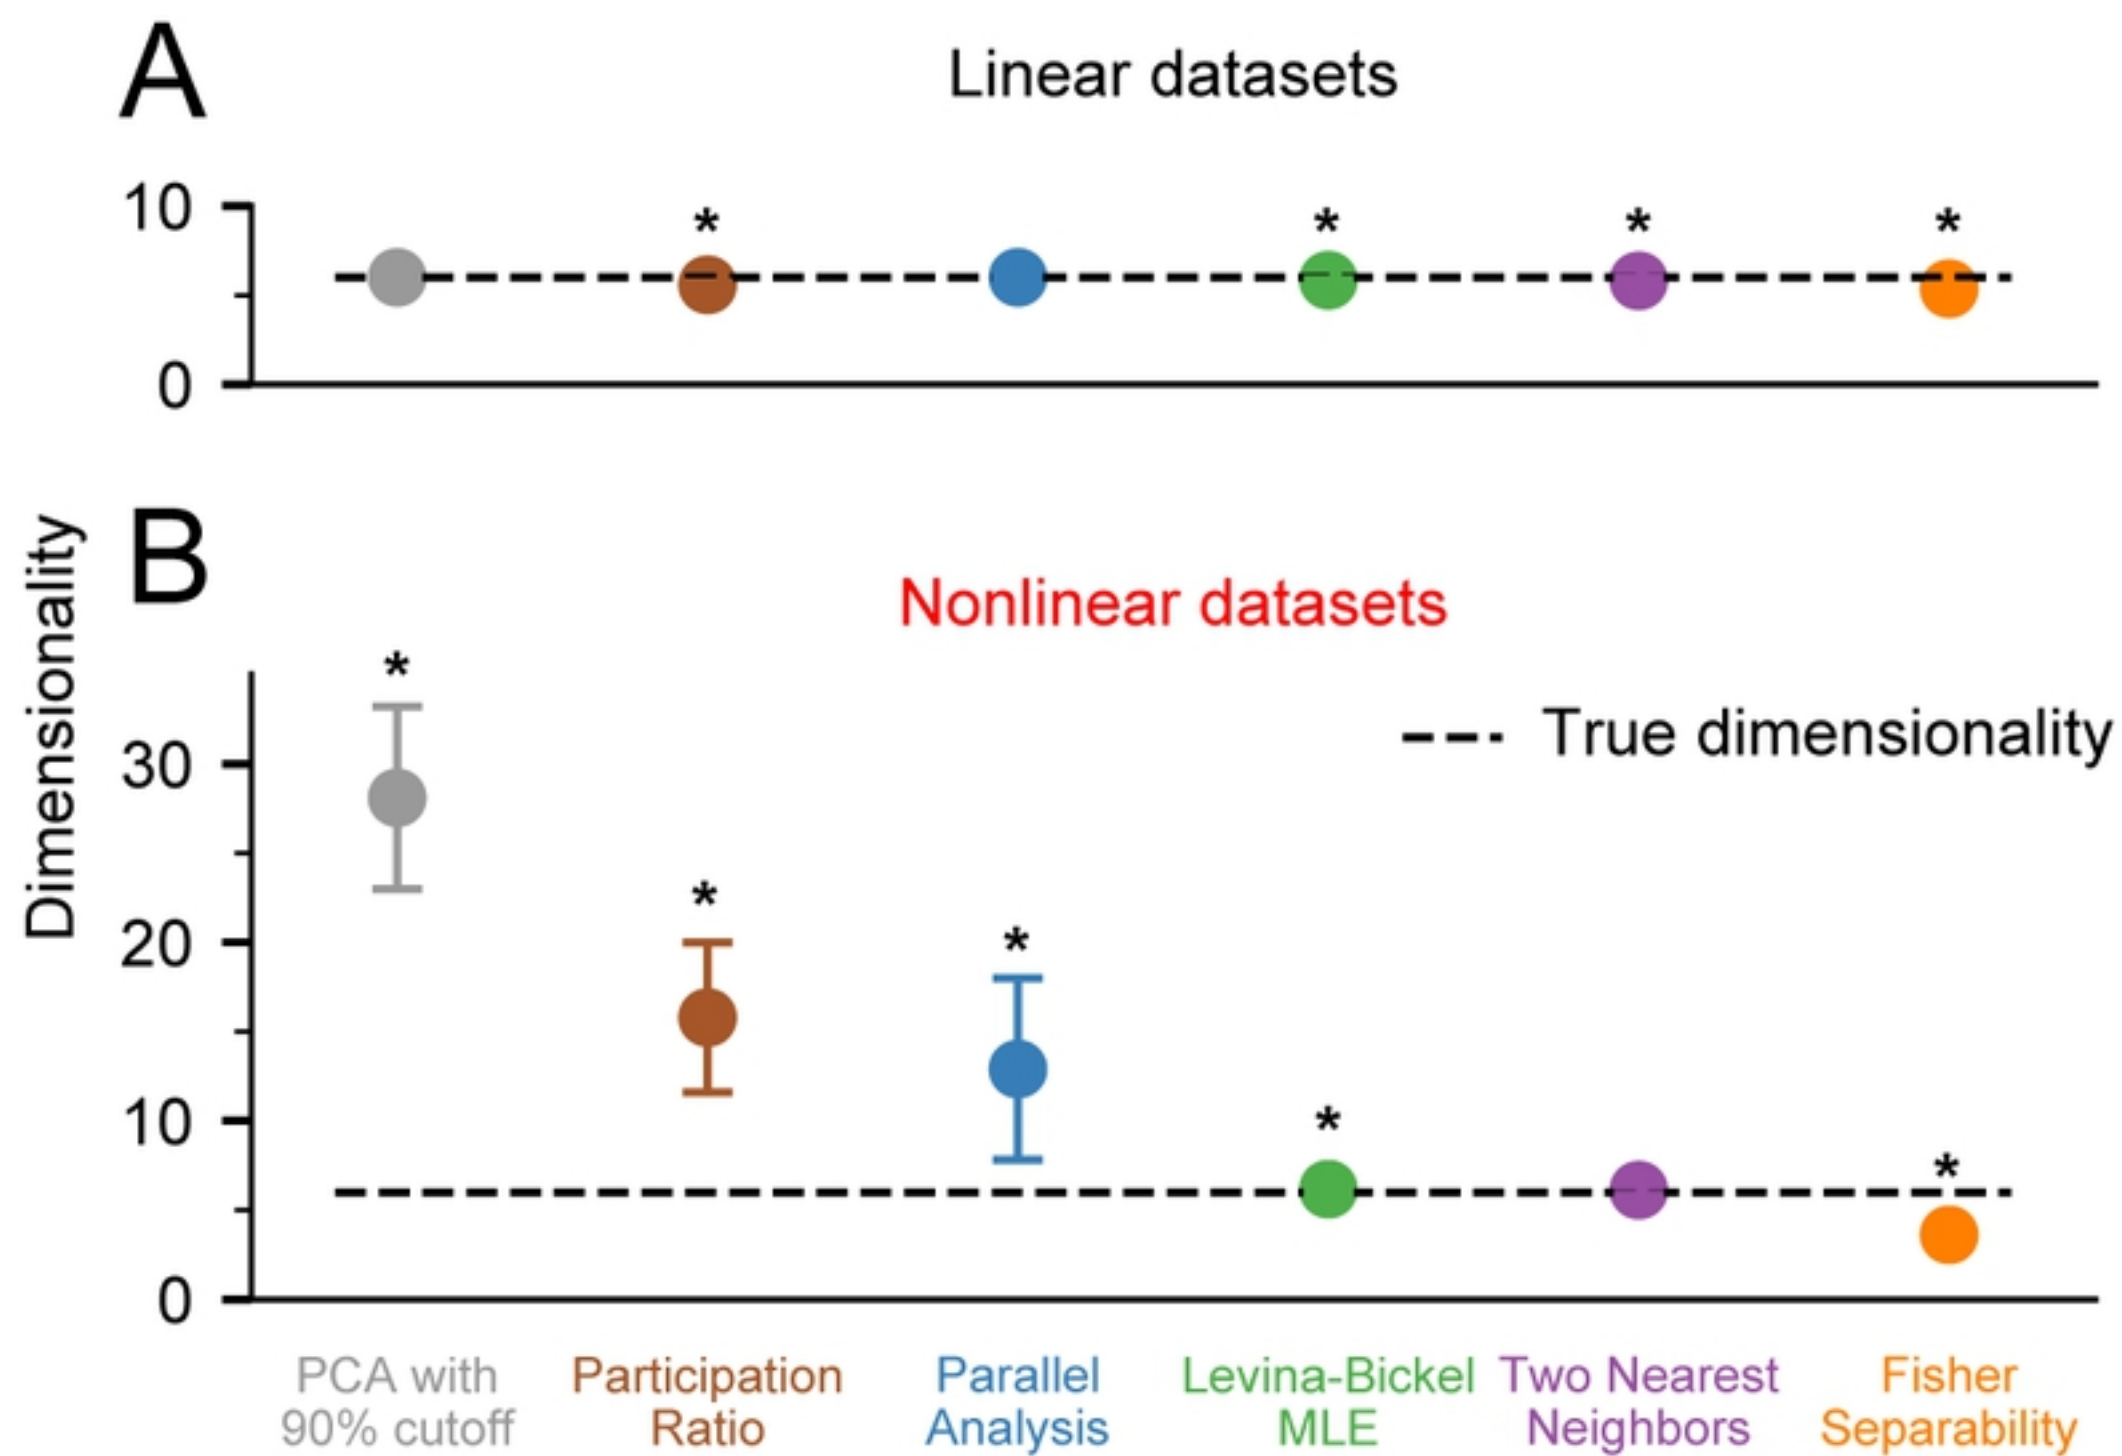 A
Linear datasets
10
* * * *
0
Dimensionality
B
Nonlinear datasets
*
True dimensionality
30
*
20
*
10
*
*
0
PCA with
90% cutoff
Participation
Ratio
Parallel
Analysis
Levina-Bickel
MLE
Two Nearest
Neighbors
Fisher
Separability